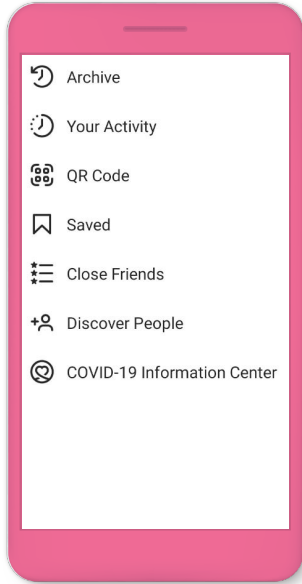 Archive
Your Activity
QR Code
Saved
Close Friends
Discover People
COVID-19 Information Center